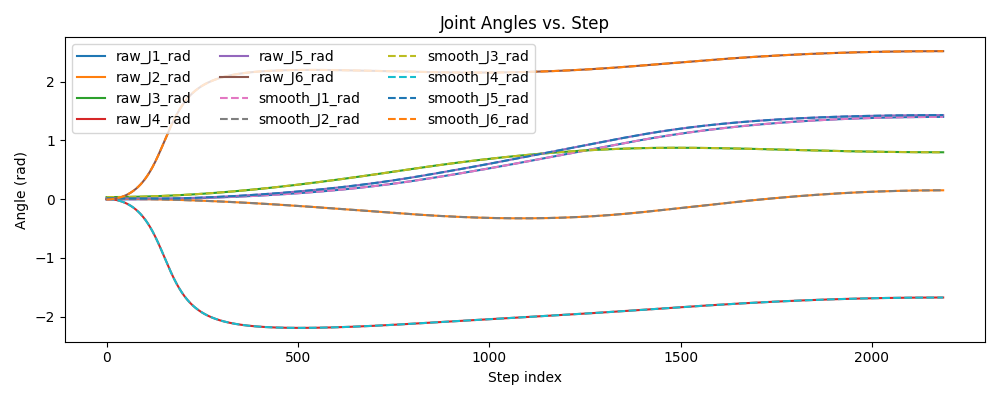 Joint Angles vs. Step
raw_J1_rad
raw_J2_rad
raw_J3_rad
raw_J4_rad
raw_J5_rad
raw_J6_rad
smooth_J1_rad
smooth_J2_rad
smooth_J3_rad
smooth_J4_rad
smooth_J5_rad
smooth_J6_rad
Angle (rad)
2
1
0
−1
−2
0
500
1000
1500
2000
Step index